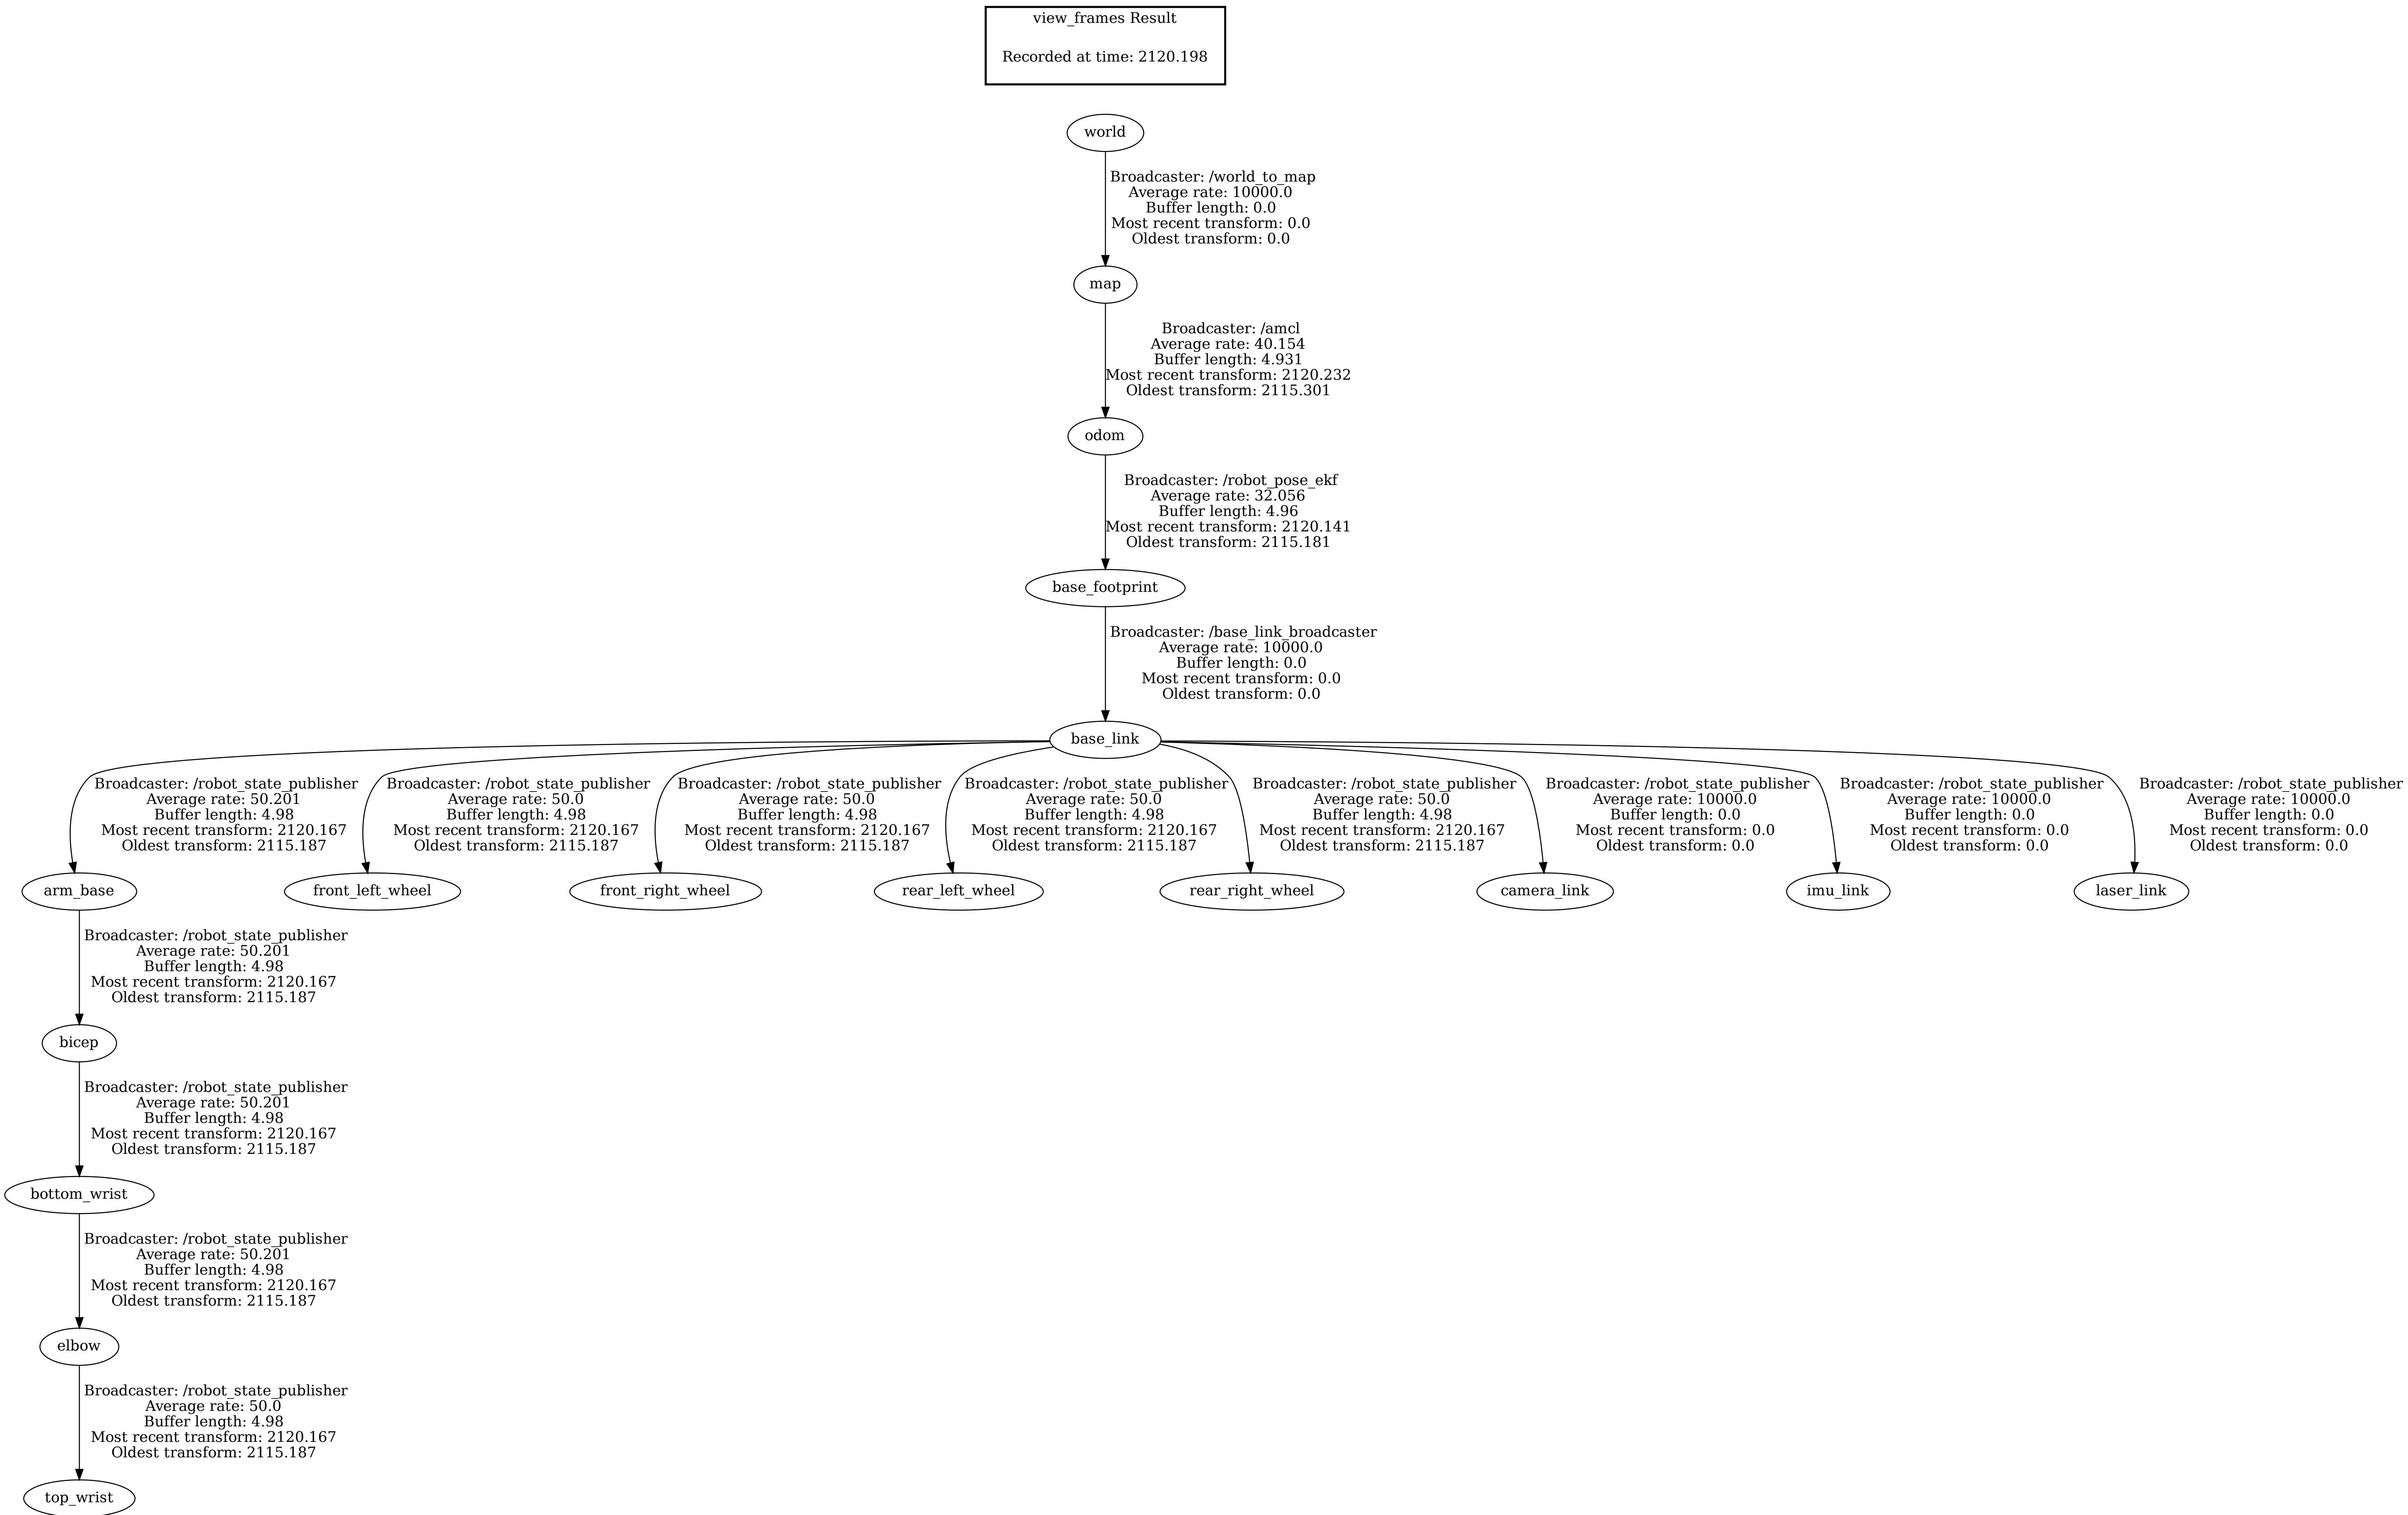 view_frames Result
Recorded at time: 2120.198
world
Broadcaster: /world_to_map
Average rate: 10000.0
Buffer length: 0.0
Most recent transform: 0.0
Oldest transform: 0.0
map
Broadcaster: /amcl
Average rate: 40.154
Buffer length: 4.931
Most recent transform: 2120.232
Oldest transform: 2115.301
odom
Broadcaster: /robot_pose_ekf
Average rate: 32.056
Buffer length: 4.96
Most recent transform: 2120.141
Oldest transform: 2115.181
base_footprint
Broadcaster: /base_link_broadcaster
Average rate: 10000.0
Buffer length: 0.0
Most recent transform: 0.0
Oldest transform: 0.0
base_link
Broadcaster: /robot_state_publisher
Average rate: 50.201
Buffer length: 4.98
Most recent transform: 2120.167
Oldest transform: 2115.187
Broadcaster: /robot_state_publisher
Average rate: 50.0
Buffer length: 4.98
Most recent transform: 2120.167
Oldest transform: 2115.187
Broadcaster: /robot_state_publisher
Average rate: 50.0
Buffer length: 4.98
Most recent transform: 2120.167
Oldest transform: 2115.187
Broadcaster: /robot_state_publisher
Average rate: 50.0
Buffer length: 4.98
Most recent transform: 2120.167
Oldest transform: 2115.187
Broadcaster: /robot_state_publisher
Average rate: 50.0
Buffer length: 4.98
Most recent transform: 2120.167
Oldest transform: 2115.187
Broadcaster: /robot_state_publisher
Average rate: 10000.0
Buffer length: 0.0
Most recent transform: 0.0
Oldest transform: 0.0
Broadcaster: /robot_state_publisher
Average rate: 10000.0
Buffer length: 0.0
Most recent transform: 0.0
Oldest transform: 0.0
Broadcaster: /robot_state_publisher
Average rate: 10000.0
Buffer length: 0.0
Most recent transform: 0.0
Oldest transform: 0.0
arm_base
front_left_wheel
front_right_wheel
rear_left_wheel
rear_right_wheel
camera_link
imu_link
laser_link
Broadcaster: /robot_state_publisher
Average rate: 50.201
Buffer length: 4.98
Most recent transform: 2120.167
Oldest transform: 2115.187
bicep
Broadcaster: /robot_state_publisher
Average rate: 50.201
Buffer length: 4.98
Most recent transform: 2120.167
Oldest transform: 2115.187
bottom_wrist
Broadcaster: /robot_state_publisher
Average rate: 50.201
Buffer length: 4.98
Most recent transform: 2120.167
Oldest transform: 2115.187
elbow
Broadcaster: /robot_state_publisher
Average rate: 50.0
Buffer length: 4.98
Most recent transform: 2120.167
Oldest transform: 2115.187
top_wrist